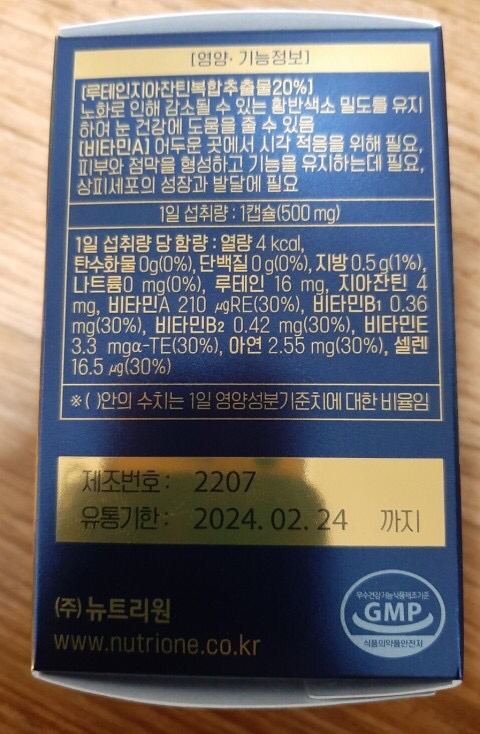 [영양·기능정보]
[루테인지아잔틴복합추출물20%]
노화로 인해 감소될 수 있는 황반색소 밀도를 유지
하여 눈 건강에 도움을 줄 수 있음
[비타민A] 어두운 곳에서 시각 적응을 위해 필요,
피부와 점막을 형성하고 기능을 유지하는데 필요,
상피세포의 성장과 발달에 필요
1일 섭취량 : 1캡슐(500 mg)
1일 섭취량 당 함량 : 열량 4 kcal,
탄수화물 0g(0%), 단백질 0 g(0%), 지방 0.5 g(1%),
나트륨0 mg(0%), 루테인 16 mg, 지아잔틴 4
mg, 비타민A 210 μgRE(30%), 비타민B₁ 0.36
mg(30%), 비타민B₂ 0.42 mg(30%), 비타민E
3.3 mgα-TE(30%), 아연 2.55 mg(30%), 셀렌
16.5 μg(30%)
※( )안의 수치는 1일 영양성분기준치에 대한 비율임
제조번호 : 2207
유통기한 : 2024. 02. 24 까지
(주)뉴트리원
www.nutrione.co.kr
우수건강기능식품제조기준
GMP
식품의약품안전처